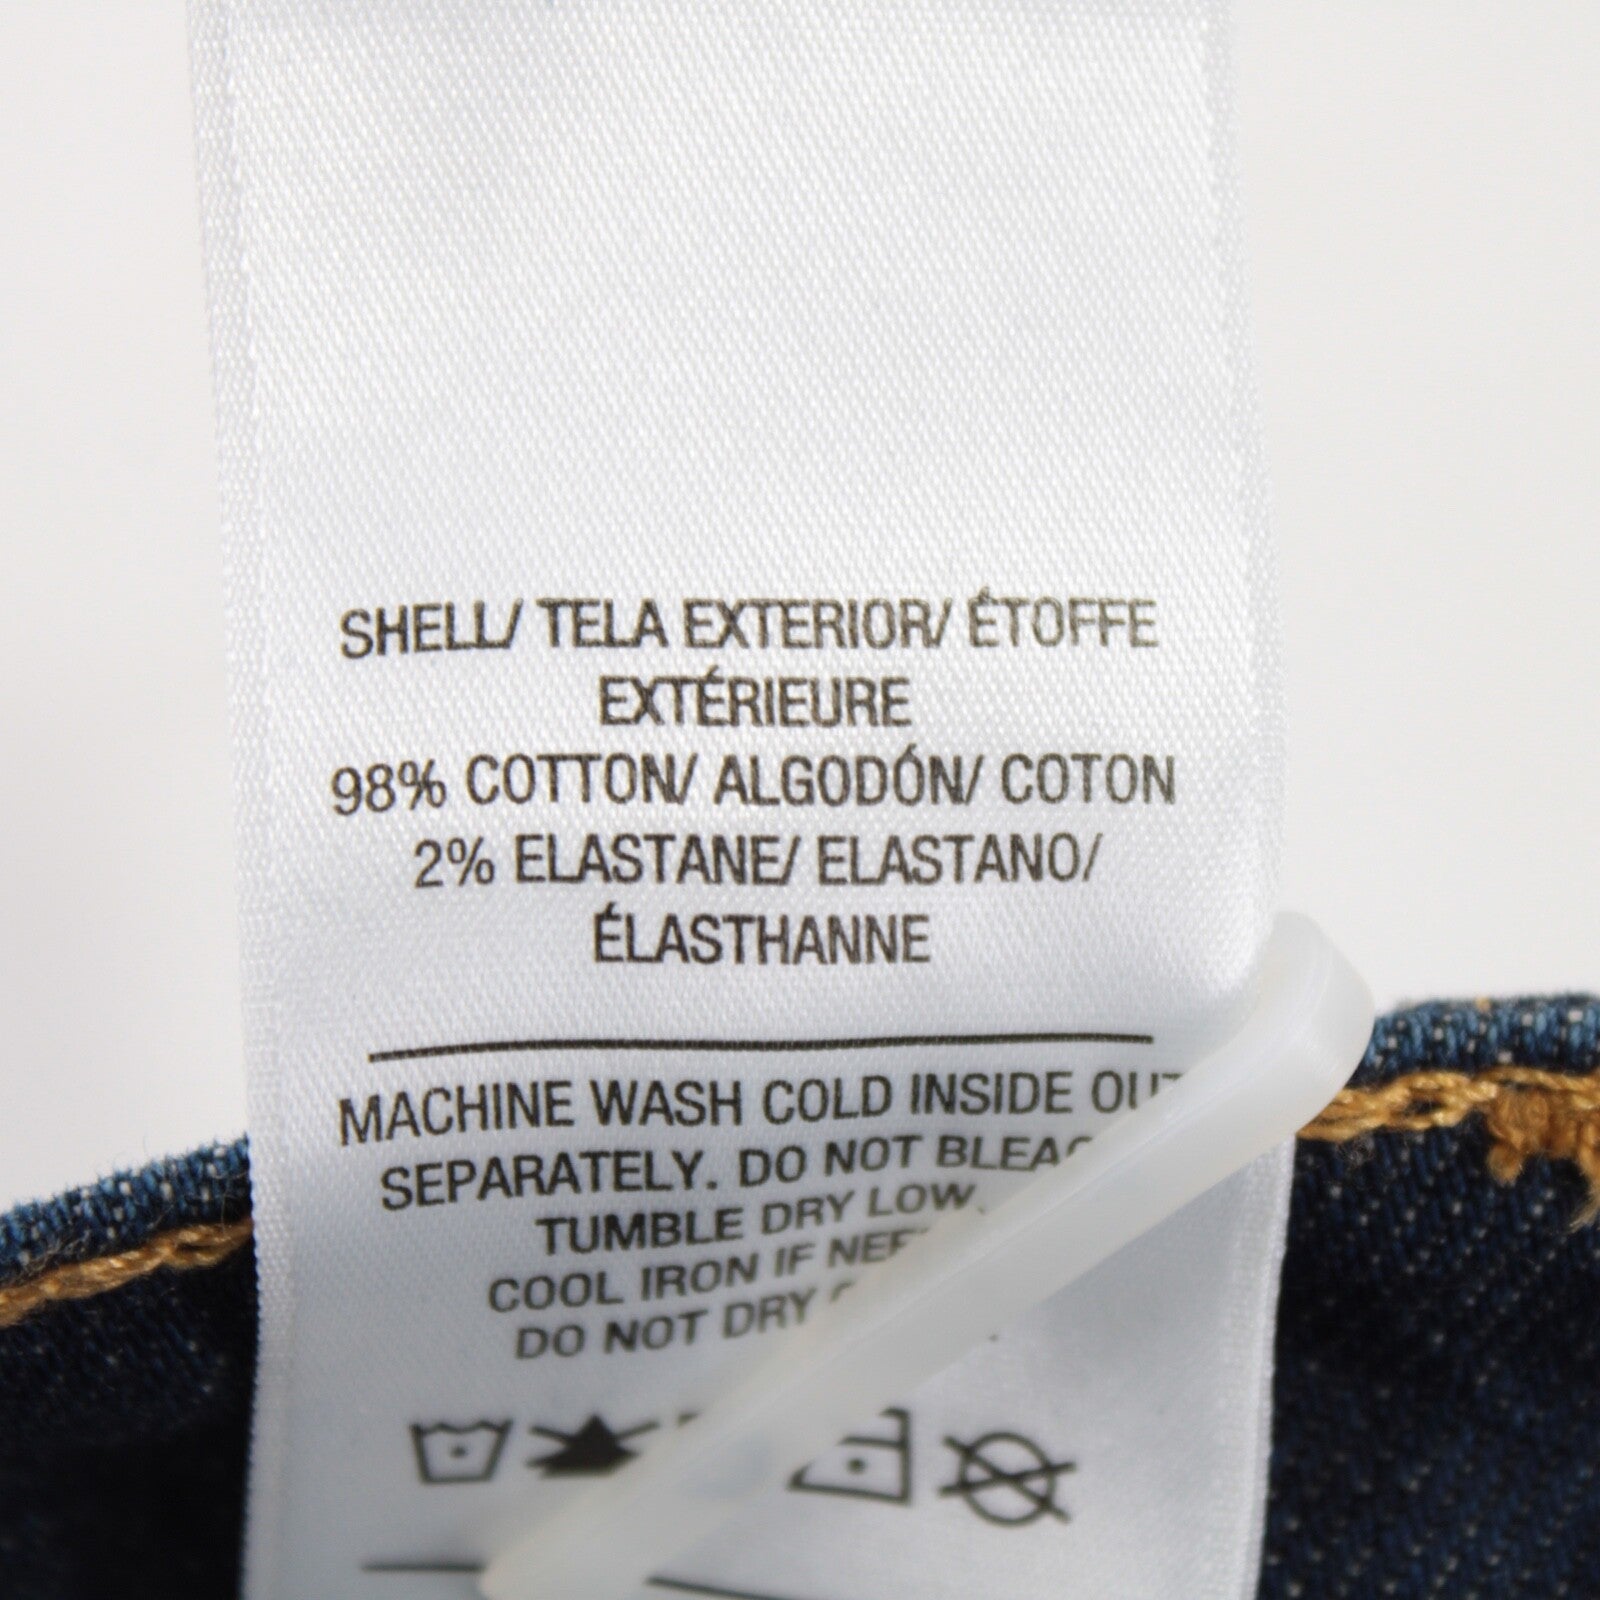 SHELL/ TELA EXTERIOR/ ÉTOFFE
EXTÉRIEURE
98% COTTON/ ALGODÓN/ COTON
2% ELASTANE/ ELASTANO/
ÉLASTHANNE
MACHINE WASH COLD INSIDE OUT
SEPARATELY. DO NOT
TUMBLE DRY LOW.
COOL IRON IF
DO NOT DRY